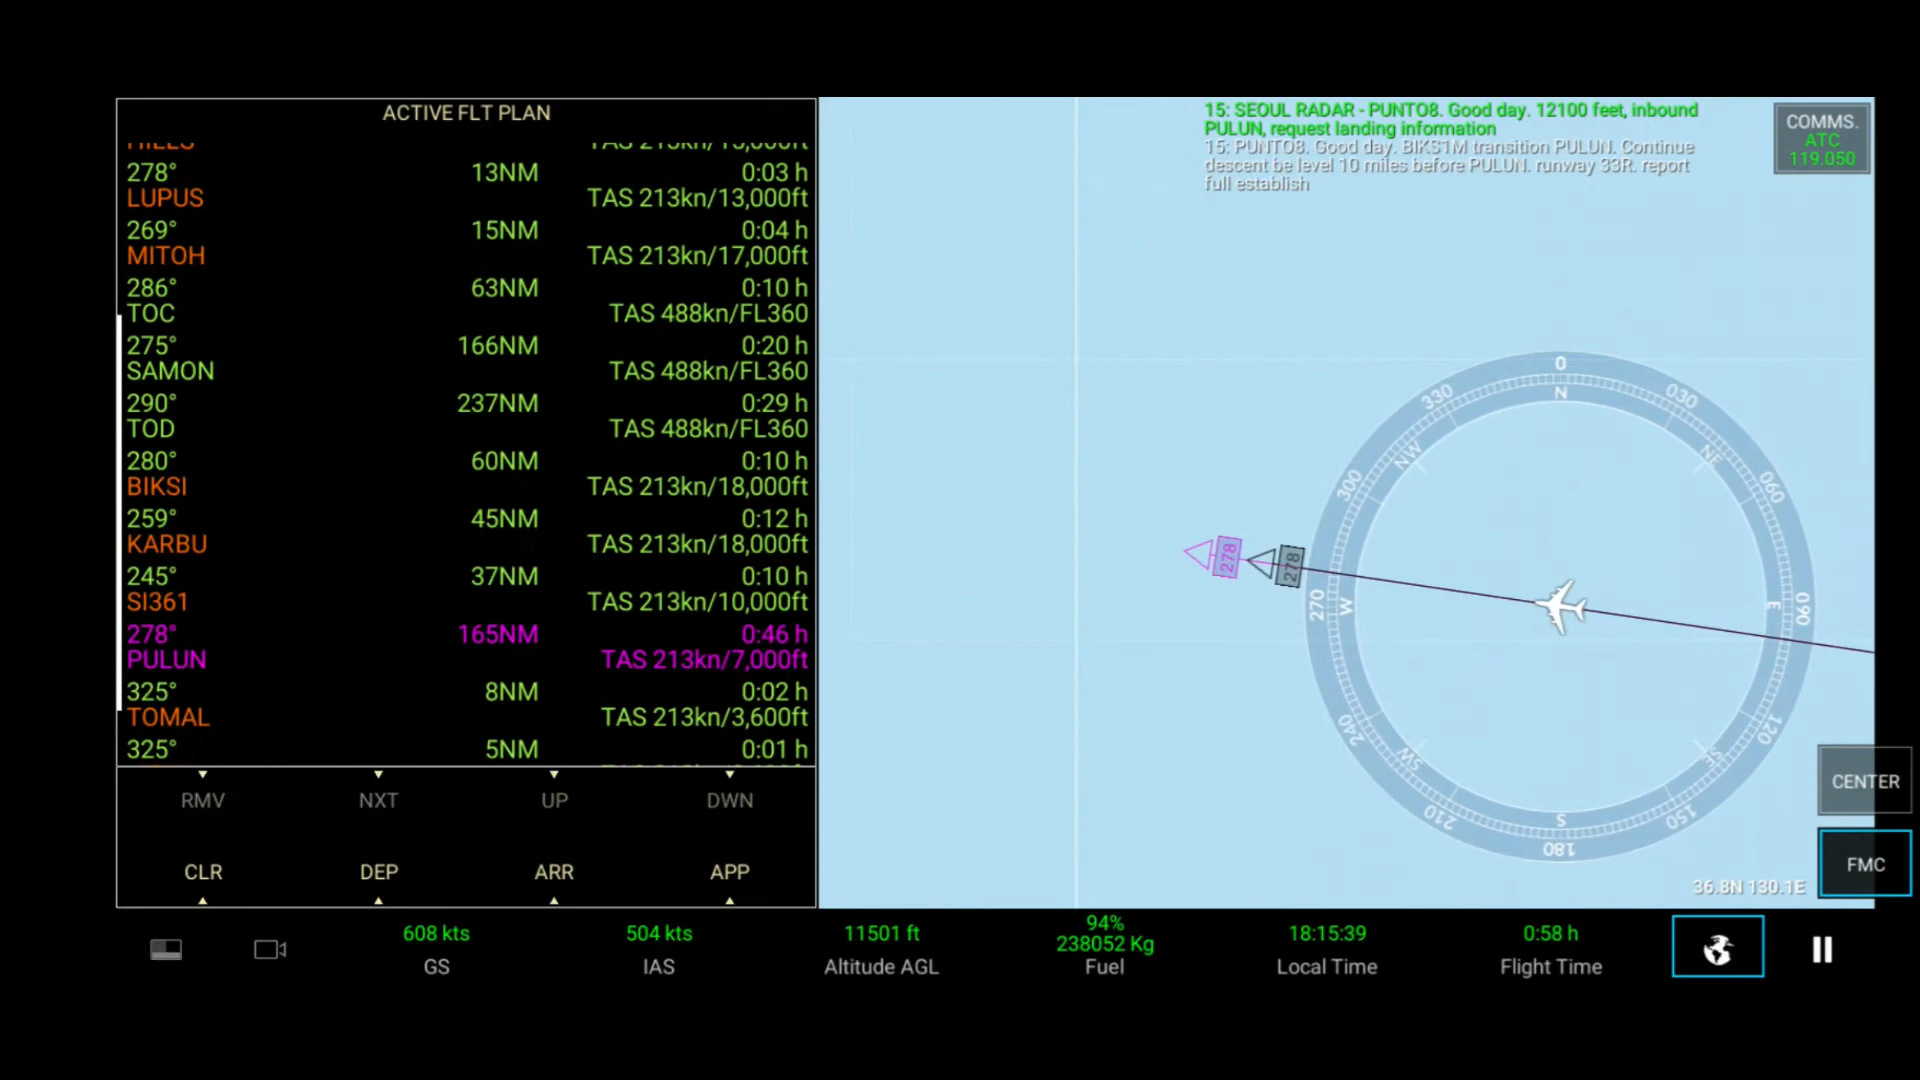 ACTIVE FLT PLAN
278° 13NM 0:03 h
LUPUS TAS 213kn/13,000ft
269° 15NM 0:04 h
MITOH TAS 213kn/17,000ft
286° 63NM 0:10 h
TOC TAS 488kn/FL360
275° 166NM 0:20 h
SAMON TAS 488kn/FL360
290° 237NM 0:29 h
TOD TAS 488kn/FL360
280° 60NM 0:10 h
BIKSI TAS 213kn/18,000ft
259° 45NM 0:12 h
KARBU TAS 213kn/18,000ft
245° 37NM 0:10 h
SI361 TAS 213kn/10,000ft
278° 165NM 0:46 h
PULUN TAS 213kn/7,000ft
325° 8NM 0:02 h
TOMAL TAS 213kn/3,600ft
325° 5NM 0:01 h
RMV NXT UP DWN
CLR DEP ARR APP
15: SEOUL RADAR - PUNTO8. Good day. 12100 feet, inbound
PULUN, request landing information
15: PUNTO8. Good day. BIKS1M transition PULUN. Continue
descent be level 10 miles before PULUN. runway 33R. report
full establish
COMMS.
ATC
119.050
0
N
030
NE
060
090
E
120
SE
150
180
S
210
SW
240
270
W
300
NW
330
278
278
CENTER
FMC
36.8N 130.1E
608 kts
GS
504 kts
IAS
11501 ft
Altitude AGL
94%
238052 Kg
Fuel
18:15:39
Local Time
0:58 h
Flight Time